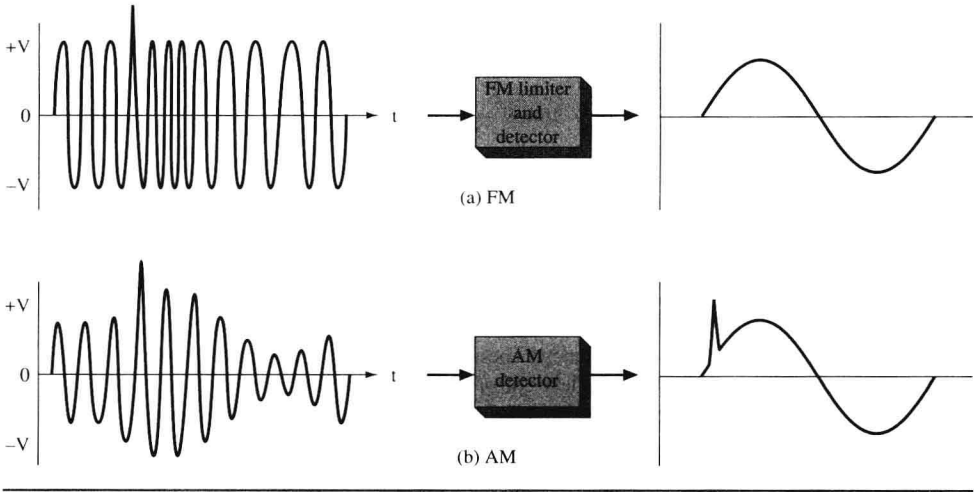 +V
0
−V
t
FM limiter
and
detector
(a) FM
+V
0
−V
t
AM
detector
(b) AM